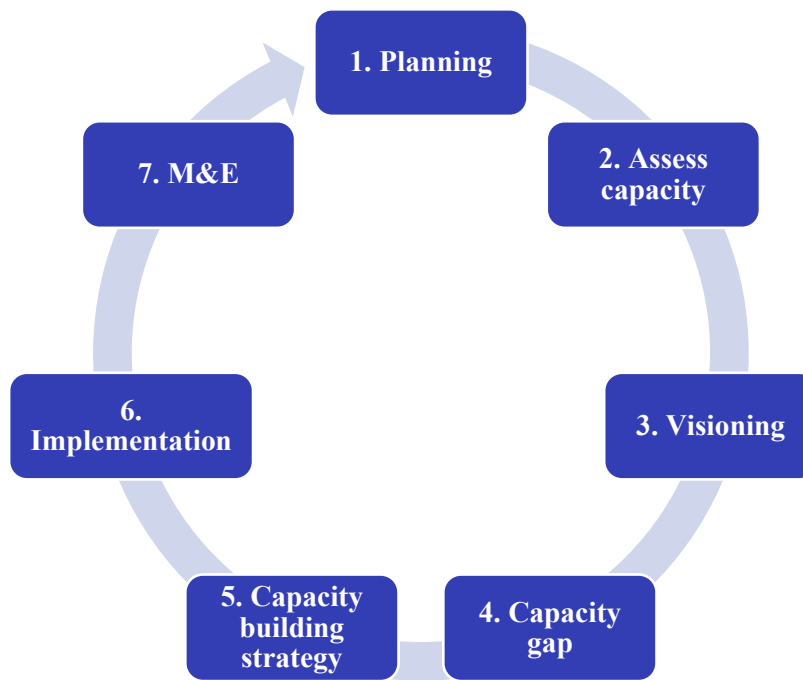 1. Planning
2. Assess
capacity
3. Visioning
4. Capacity
gap
5. Capacity
building
strategy
6.
Implementation
7. M&E